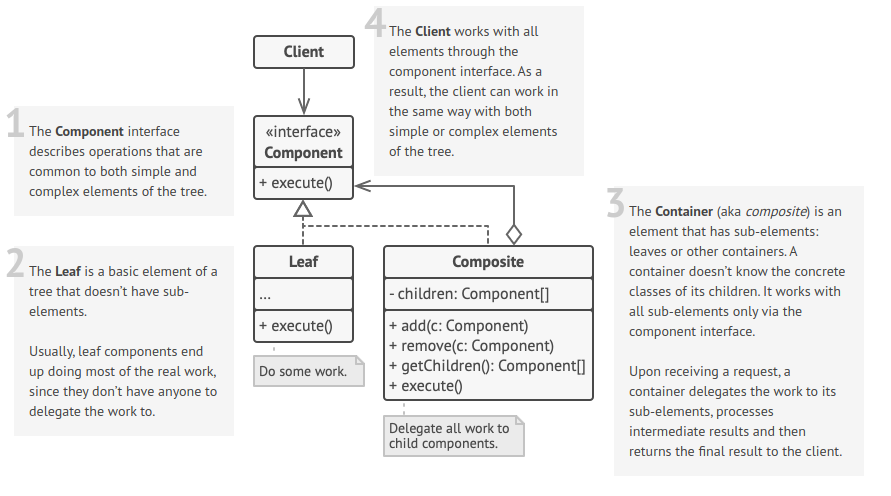 Client
4
The Client works with all
elements through the
component interface. As a
result, the client can work in
the same way with both
simple or complex elements
of the tree.
1
The Component interface
describes operations that are
common to both simple and
complex elements of the tree.
«interface»
Component
+ execute()
2
The Leaf is a basic element of a
tree that doesn't have sub-
elements.
Usually, leaf components end
up doing most of the real work,
since they don't have anyone to
delegate the work to.
Leaf
...
+ execute()
Do some work.
Composite
- children: Component[]
+ add(c: Component)
+ remove(c: Component)
+ getChildren(): Component[]
+ execute()
Delegate all work to
child components.
3
The Container (aka composite) is an
element that has sub-elements:
leaves or other containers. A
container doesn't know the concrete
classes of its children. It works with
all sub-elements only via the
component interface.
Upon receiving a request, a
container delegates the work to its
sub-elements, processes
intermediate results and then
returns the final result to the client.